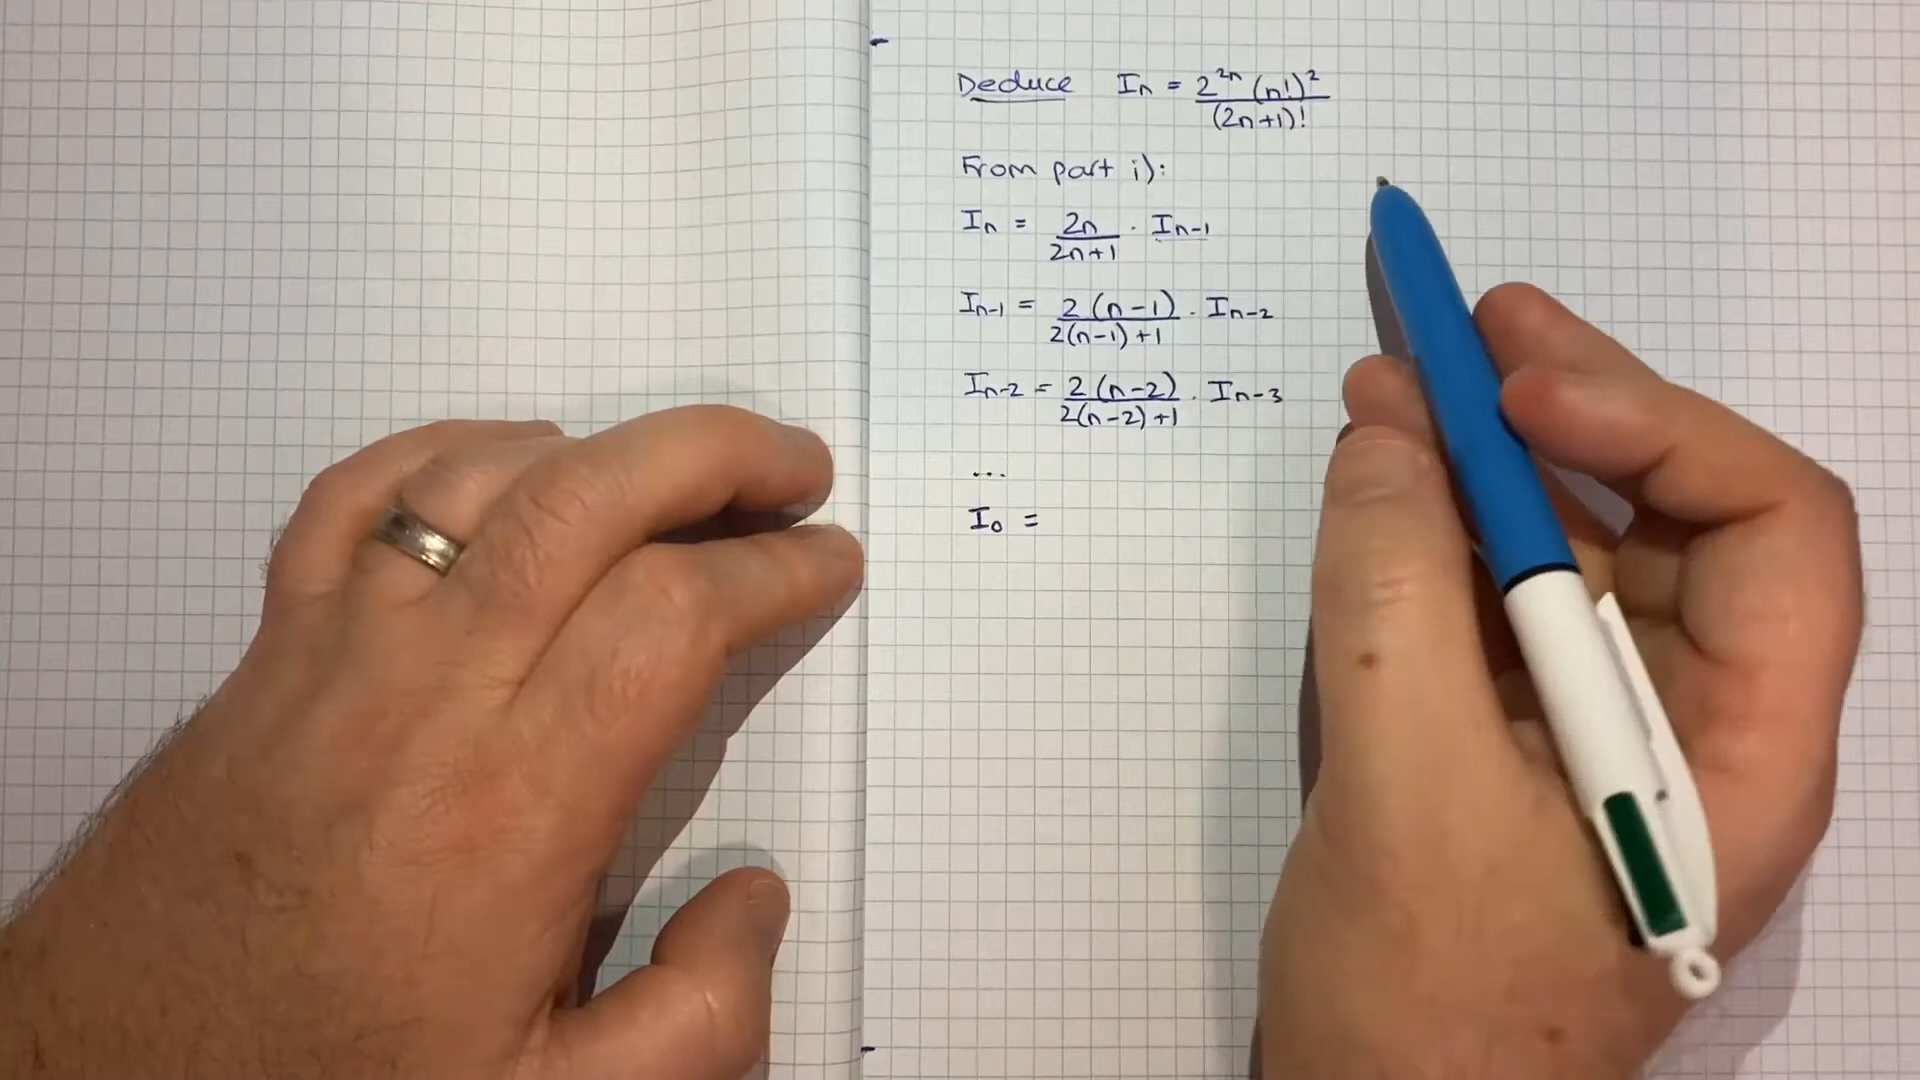 Deduce In = 2^2n (n!)^2 / (2n+1)!
From part i):
In = 2n / 2n+1 · In-1
In-1 = 2(n-1) / 2(n-1)+1 · In-2
In-2 = 2(n-2) / 2(n-2)+1 · In-3
...
I0 =